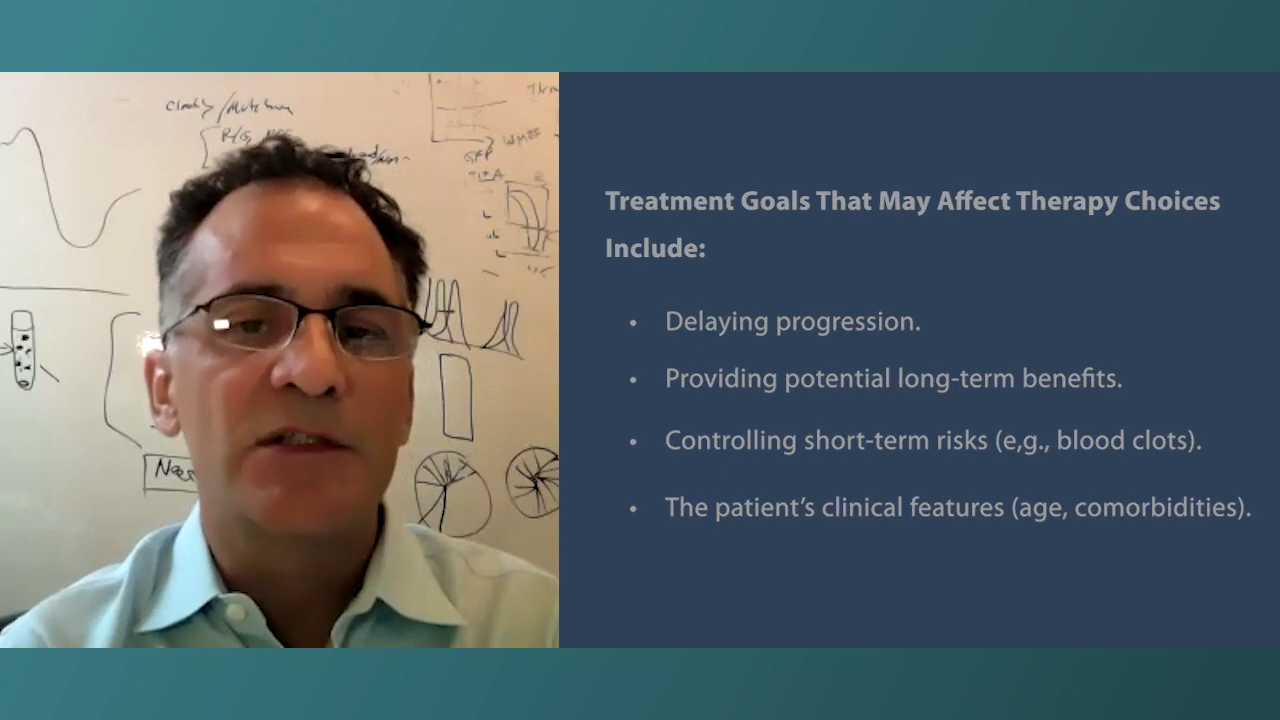 Treatment Goals That May Affect Therapy Choices
Include:
• Delaying progression.
• Providing potential long-term benefits.
• Controlling short-term risks (e,g., blood clots).
• The patient’s clinical features (age, comorbidities).